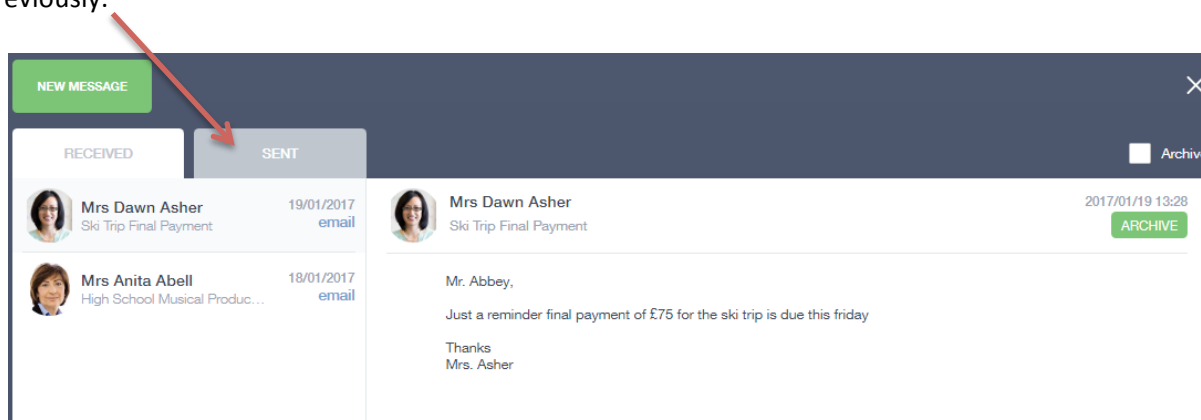 eviously.
NEW MESSAGE
RECEIVED
SENT
Archive
Mrs Dawn Asher
19/01/2017
Ski Trip Final Payment
email
Mrs Anita Abell
18/01/2017
High School Musical Produc...
email
Mrs Dawn Asher
2017/01/19 13:28
Ski Trip Final Payment
ARCHIVE
Mr. Abbey,
Just a reminder final payment of £75 for the ski trip is due this friday
Thanks
Mrs. Asher